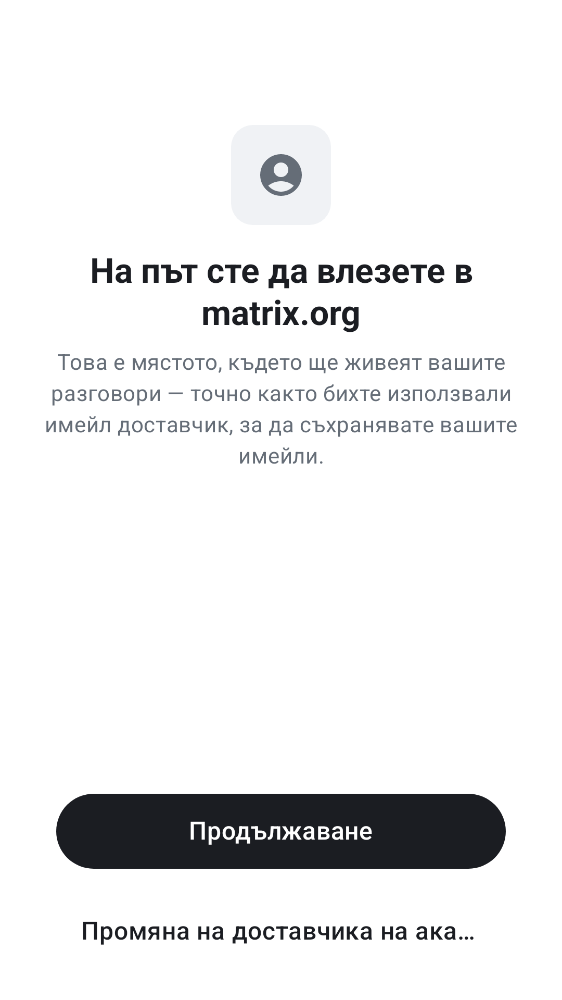 На път сте да влезете в
matrix.org
Това е мястото, където ще живеят вашите
разговори — точно както бихте използвали
имейл доставчик, за да съхранявате вашите
имейли.
Продължаване
Промяна на доставчика на ака…